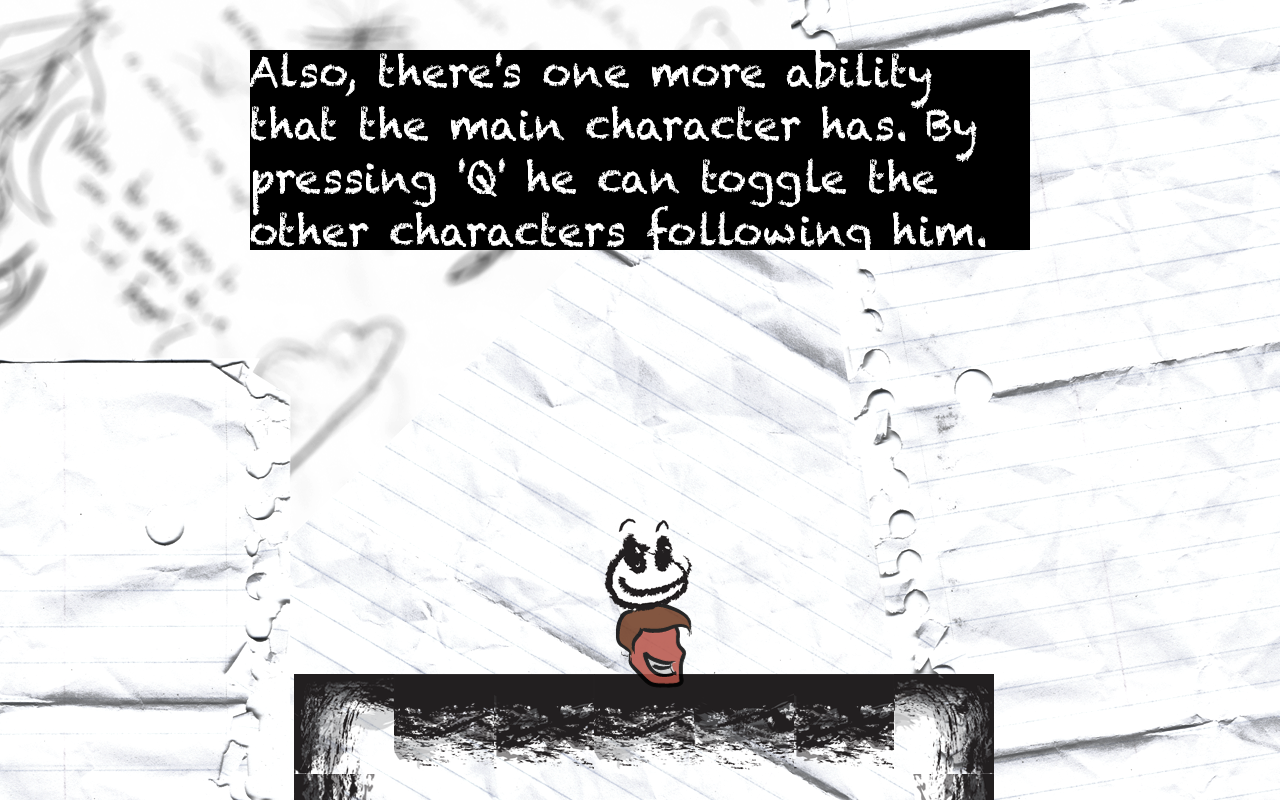 Also, there's one more ability
that the main character has. By
pressing 'Q' he can toggle the
other characters following him.